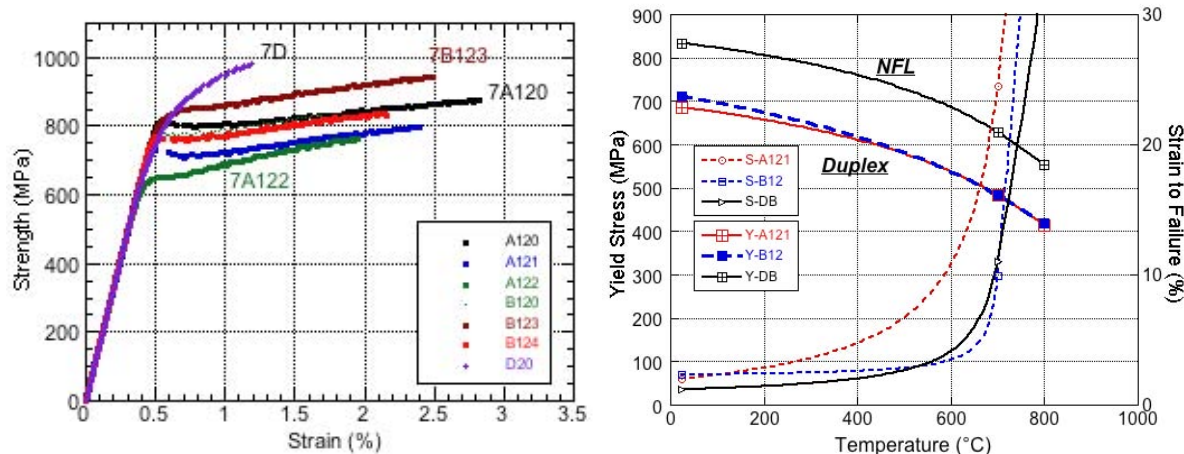 1000
800
600
400
200
0
0
0.5
1
1.5
2
2.5
3
3.5
Strength (MPa)
Strain (%)
7D
7B123
7A120
7A122
A120
A121
A122
B120
B123
B124
D20
900
800
700
600
500
400
300
200
100
0
0
200
400
600
800
1000
30
20
10
0
Yield Stress (MPa)
Temperature (°C)
Strain to Failure (%)
NFL
Duplex
S-A121
S-B12
S-DB
Y-A121
Y-B12
Y-DB